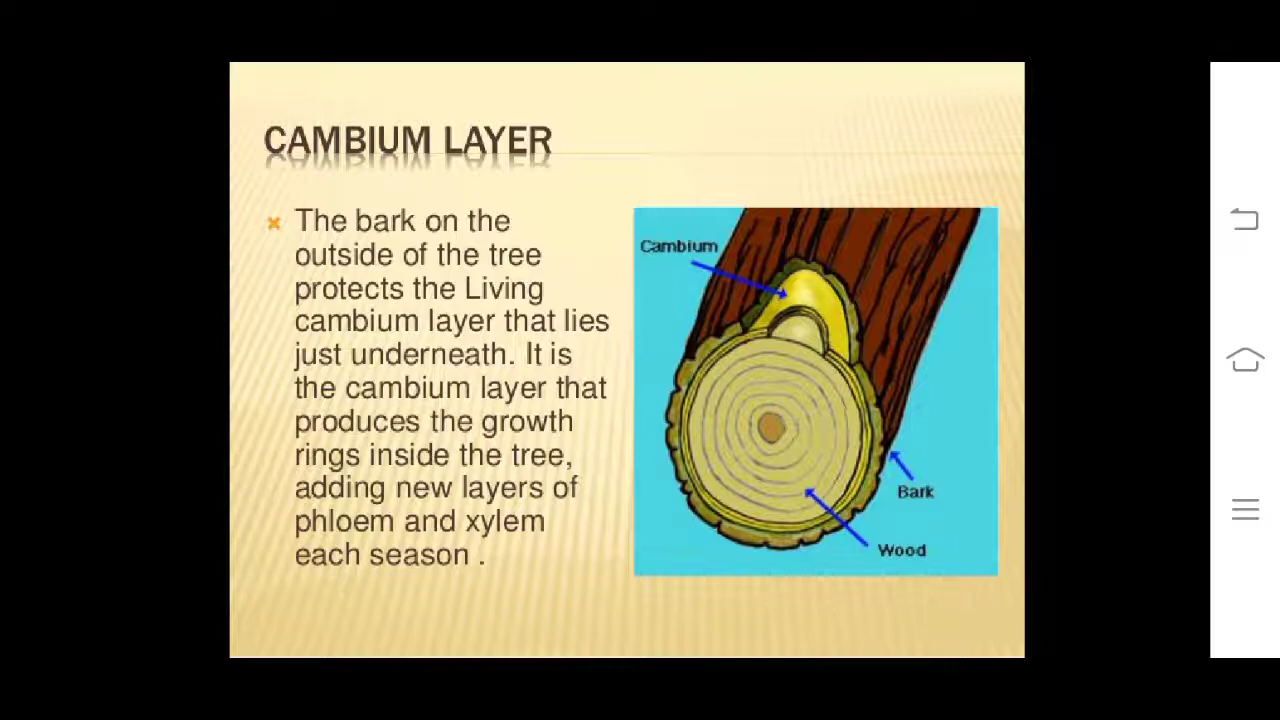 CAMBIUM LAYER
The bark on the
outside of the tree
protects the Living
cambium layer that lies
just underneath. It is
the cambium layer that
produces the growth
rings inside the tree,
adding new layers of
phloem and xylem
each season .
Cambium
Bark
Wood